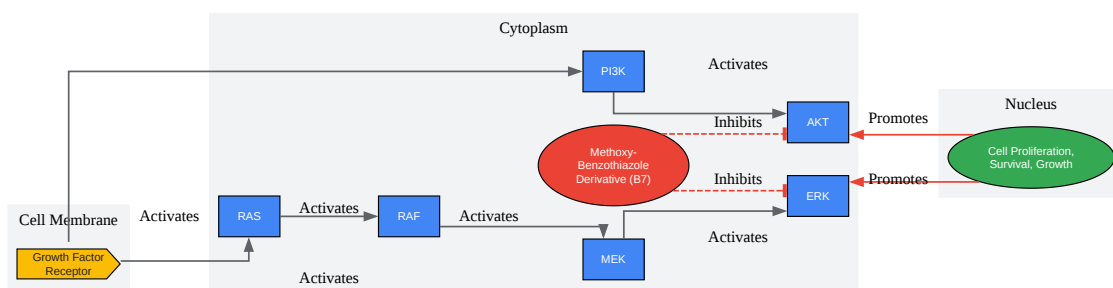 Cytoplasm
PI3K
Activates
Nucleus
Inhibits
AKT
Promotes
Methoxy-
Benzothiazole
Derivative (B7)
Cell Proliferation,
Survival, Growth
Inhibits
ERK
Promotes
Cell Membrane
Activates
RAS
Activates
RAF
Activates
Activates
Growth Factor
Receptor
MEK
Activates